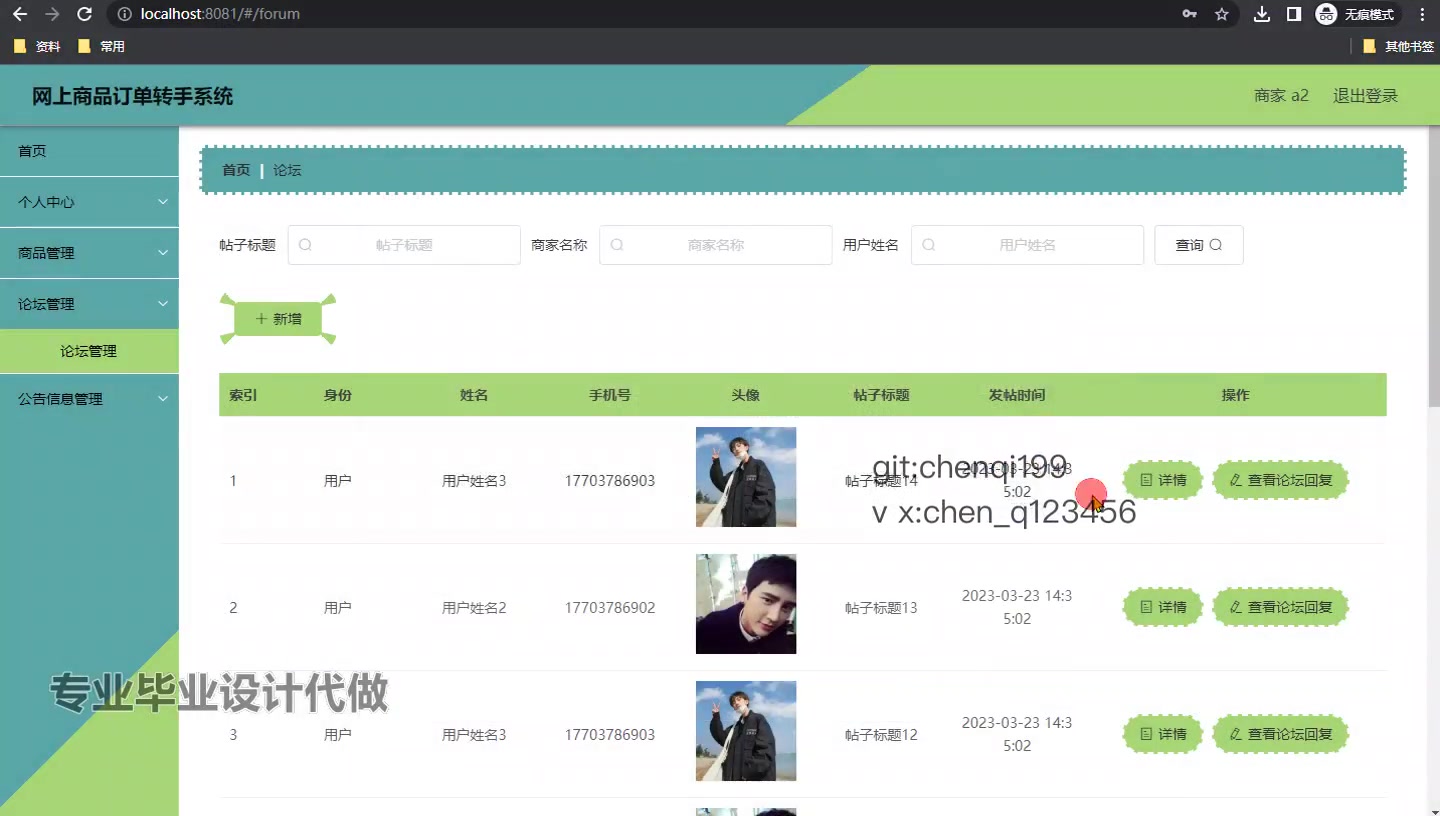 localhost:8081/#/forum
无痕模式
资料
常用
其他书签
网上商品订单转手系统
商家 a2
退出登录
首页
个人中心
商品管理
论坛管理
论坛管理
公告信息管理
首页 | 论坛
帖子标题
帖子标题
商家名称
商家名称
用户姓名
用户姓名
查询
+ 新增
索引 身份 姓名 手机号 头像 帖子标题 发帖时间 操作
1 用户 用户姓名3 17703786903 帖子标题14 2023-03-23 14:3
5:02
详情 查看论坛回复
git:chenqi199
v x:chen_q123456
2 用户 用户姓名2 17703786902 帖子标题13 2023-03-23 14:3
5:02
详情 查看论坛回复
专业毕业设计代做
3 用户 用户姓名3 17703786903 帖子标题12 2023-03-23 14:3
5:02
详情 查看论坛回复